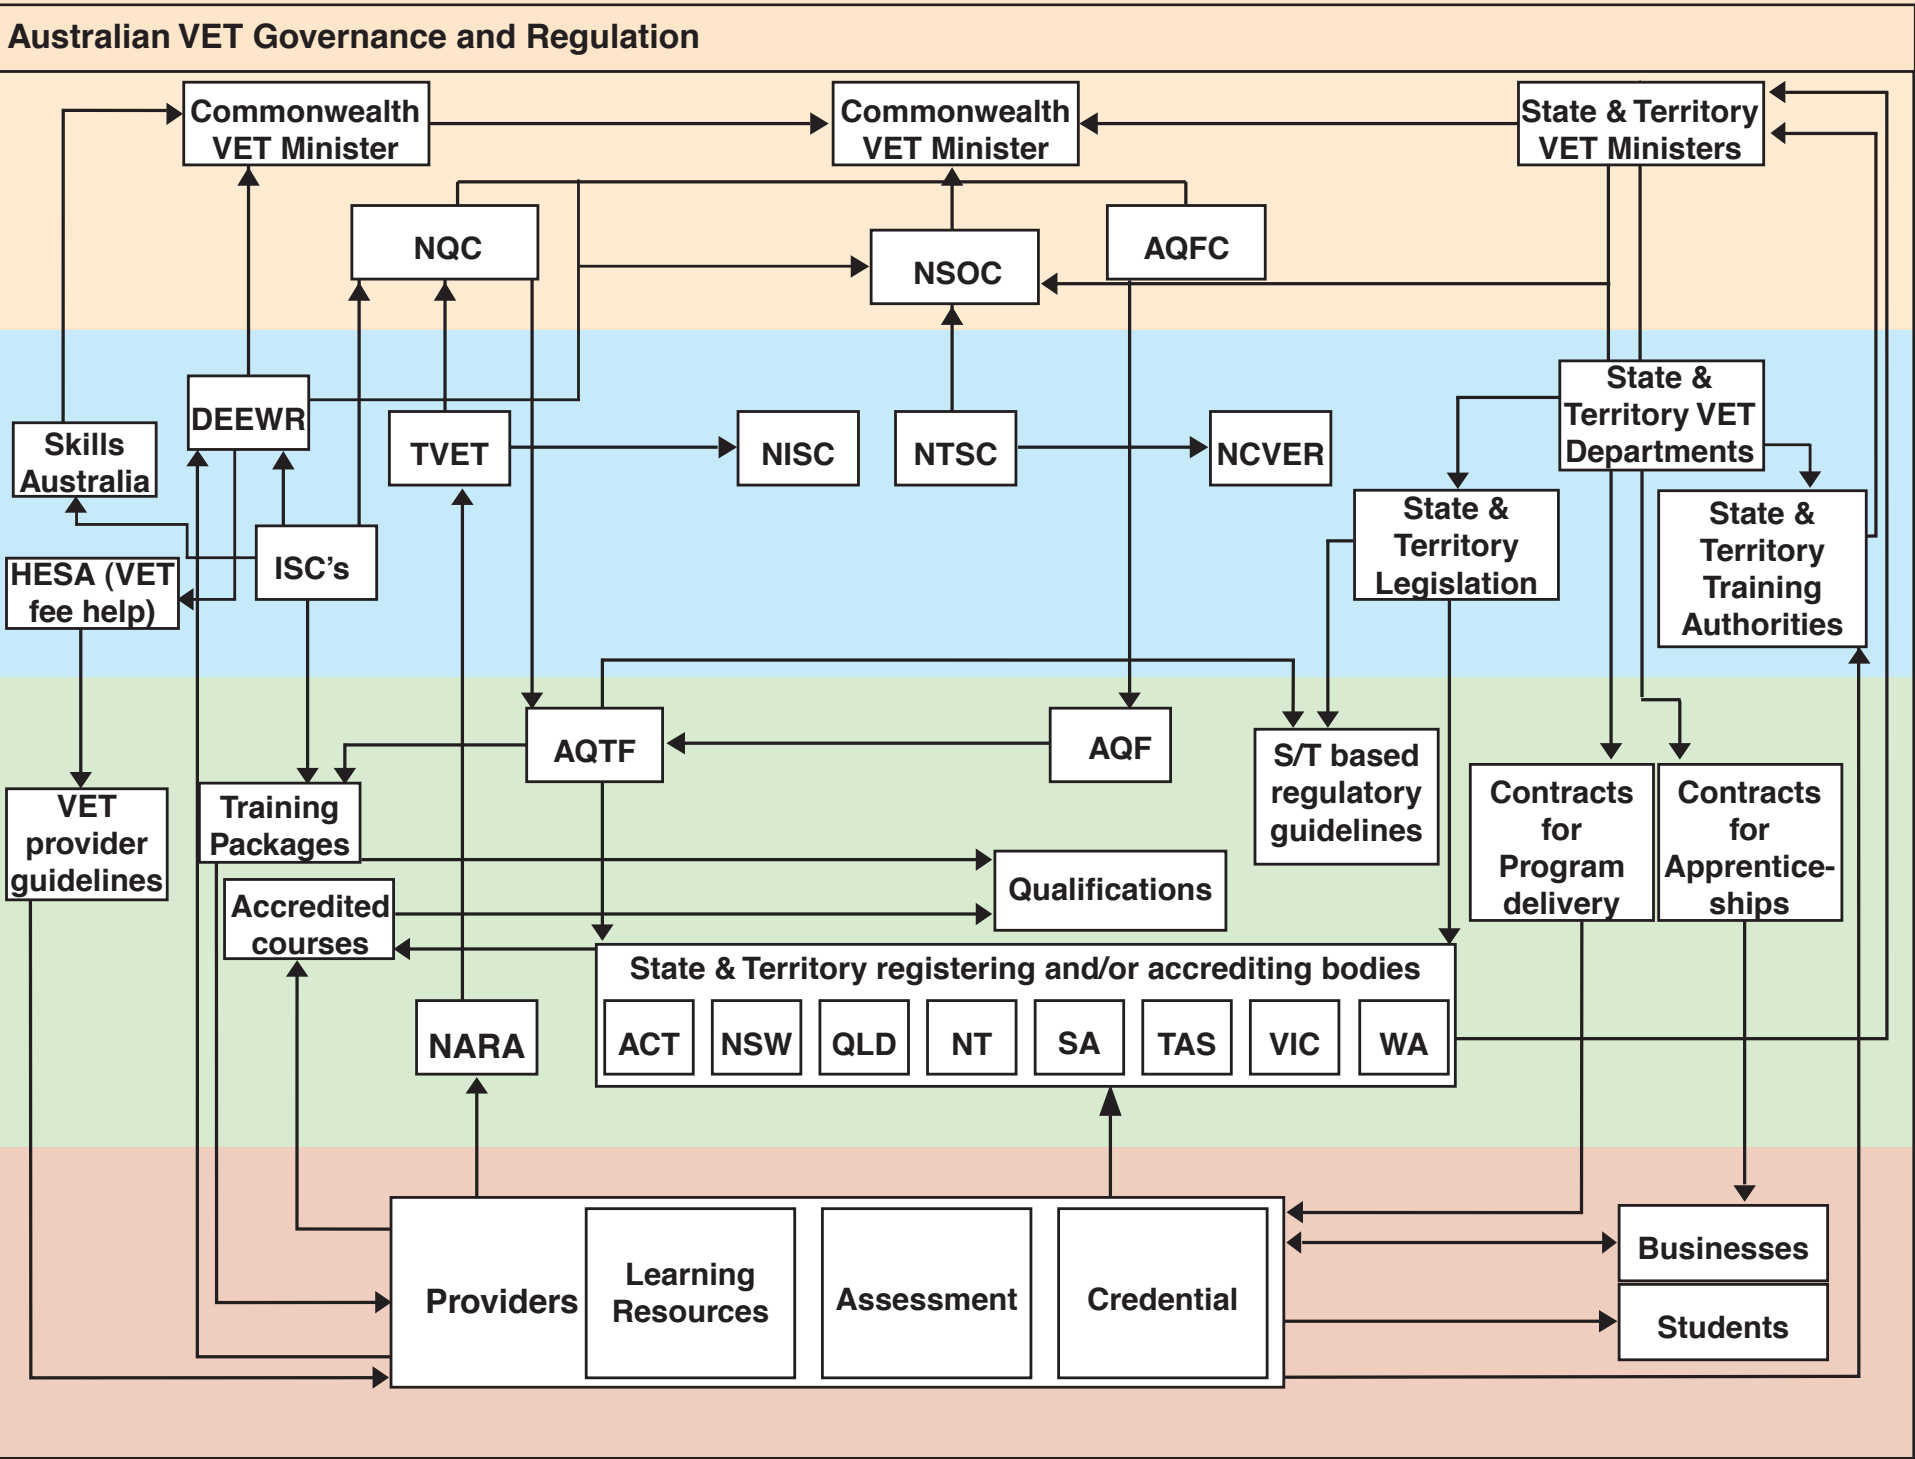 Australian VET Governance and Regulation
Commonwealth
VET Minister
Commonwealth
VET Minister
State & Territory
VET Ministers
NQC
NSOC
AQFC
DEEWR
Skills
Australia
TVET
NISC
NTSC
NCVER
State &
Territory VET
Departments
State &
Territory
Legislation
State &
Territory
Training
Authorities
HESA (VET
fee help)
ISC's
AQTF
AQF
S/T based
regulatory
guidelines
Contracts
for
Program
delivery
Contracts
for
Apprentice-
ships
VET
provider
guidelines
Training
Packages
Qualifications
Accredited
courses
State & Territory registering and/or accrediting bodies
NARA
ACT
NSW
QLD
NT
SA
TAS
VIC
WA
Providers
Learning
Resources
Assessment
Credential
Businesses
Students